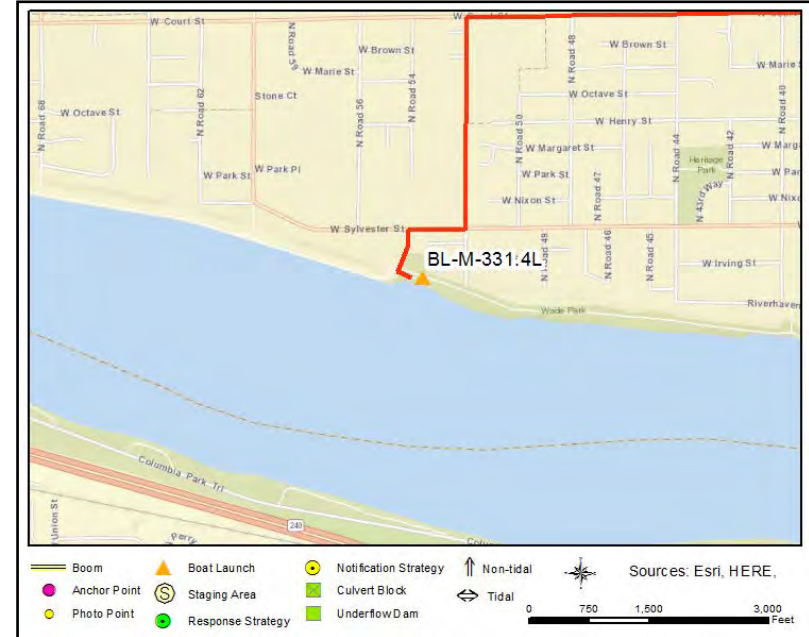 W Court St
W Court St
W Brown St
N Road 59
W Marie St
Stone Ct
N Road 68
W Octave St
N Road 62
N Road 56
N Road 54
W Park St
W Park Pl
W Sylvester St
N Road 48
W Brown St
W Marie St
W Octave St
N Road 50
W Henry St
N Road 44
N Road 42
N Road 40
W Margaret St
Heritage Park
W Park St
N Road 47
N 43rd Way
W Nixon St
N Road 46
N Road 45
BL-M-331.4L
W Irving St
Wade Park
Riverhaven
Columbia Park Trl
240
Union St
Perry
Boom
Boat Launch
Notification Strategy
Non-tidal
Sources: Esri, HERE,
Anchor Point
S Staging Area
Culvert Block
Tidal
Photo Point
Response Strategy
Underflow Dam
0 750 1,500 3,000
Feet